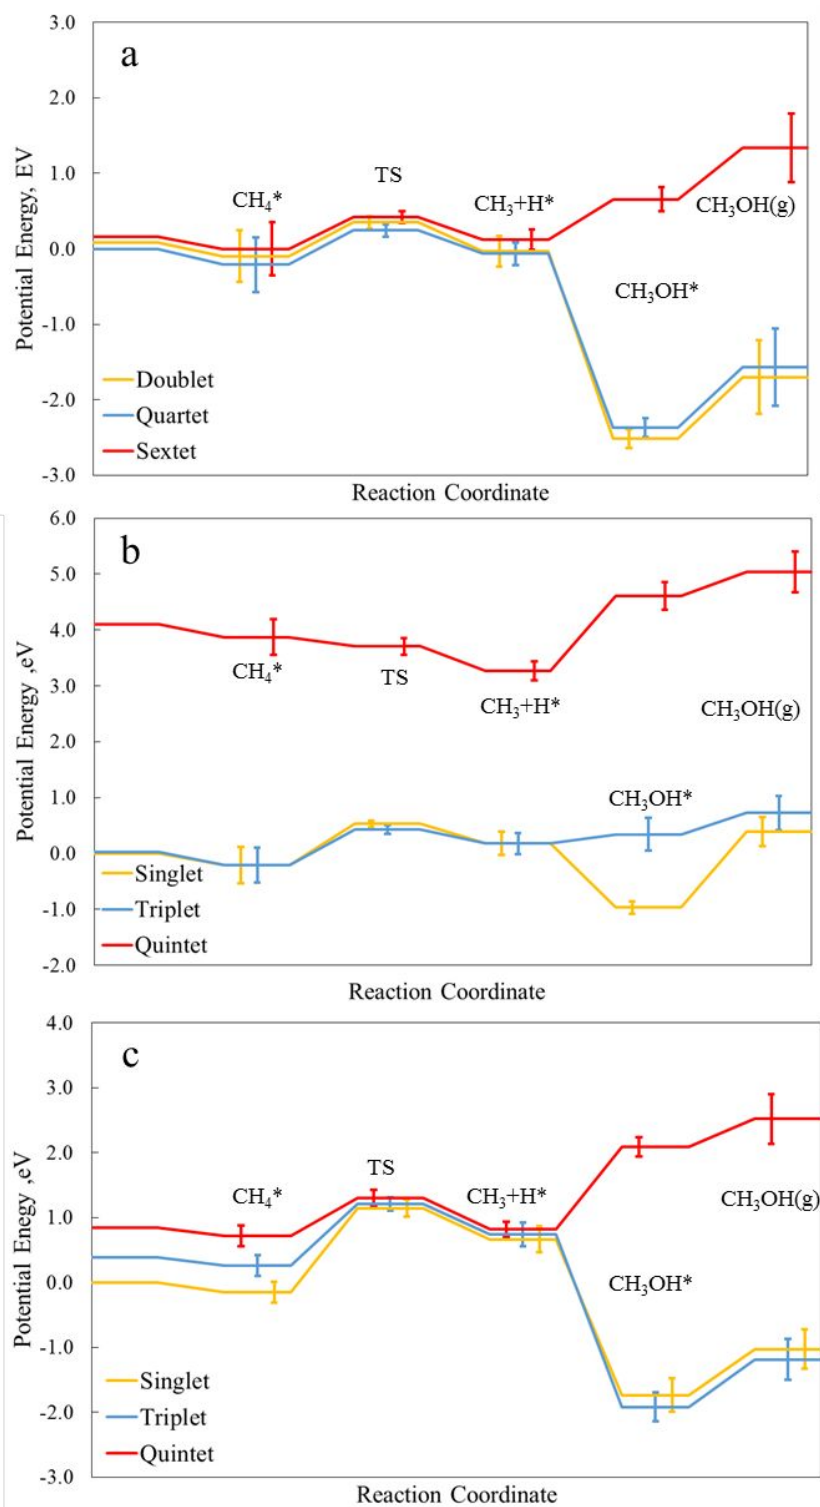 a
3.0
2.0
1.0
0.0
-1.0
-2.0
-3.0
Potential Energy, EV
CH₄*
TS
CH₃+H*
CH₃OH(g)
CH₃OH*
Doublet
Quartet
Sextet
Reaction Coordinate
b
6.0
5.0
4.0
3.0
2.0
1.0
0.0
-1.0
-2.0
Potential Energy ,eV
CH₄*
TS
CH₃+H*
CH₃OH(g)
CH₃OH*
Singlet
Triplet
Quintet
Reaction Coordinate
c
4.0
3.0
2.0
1.0
0.0
-1.0
-2.0
-3.0
Potential Enegy ,eV
TS
CH₄*
CH₃+H*
CH₃OH(g)
CH₃OH*
Singlet
Triplet
Quintet
Reaction Coordinate